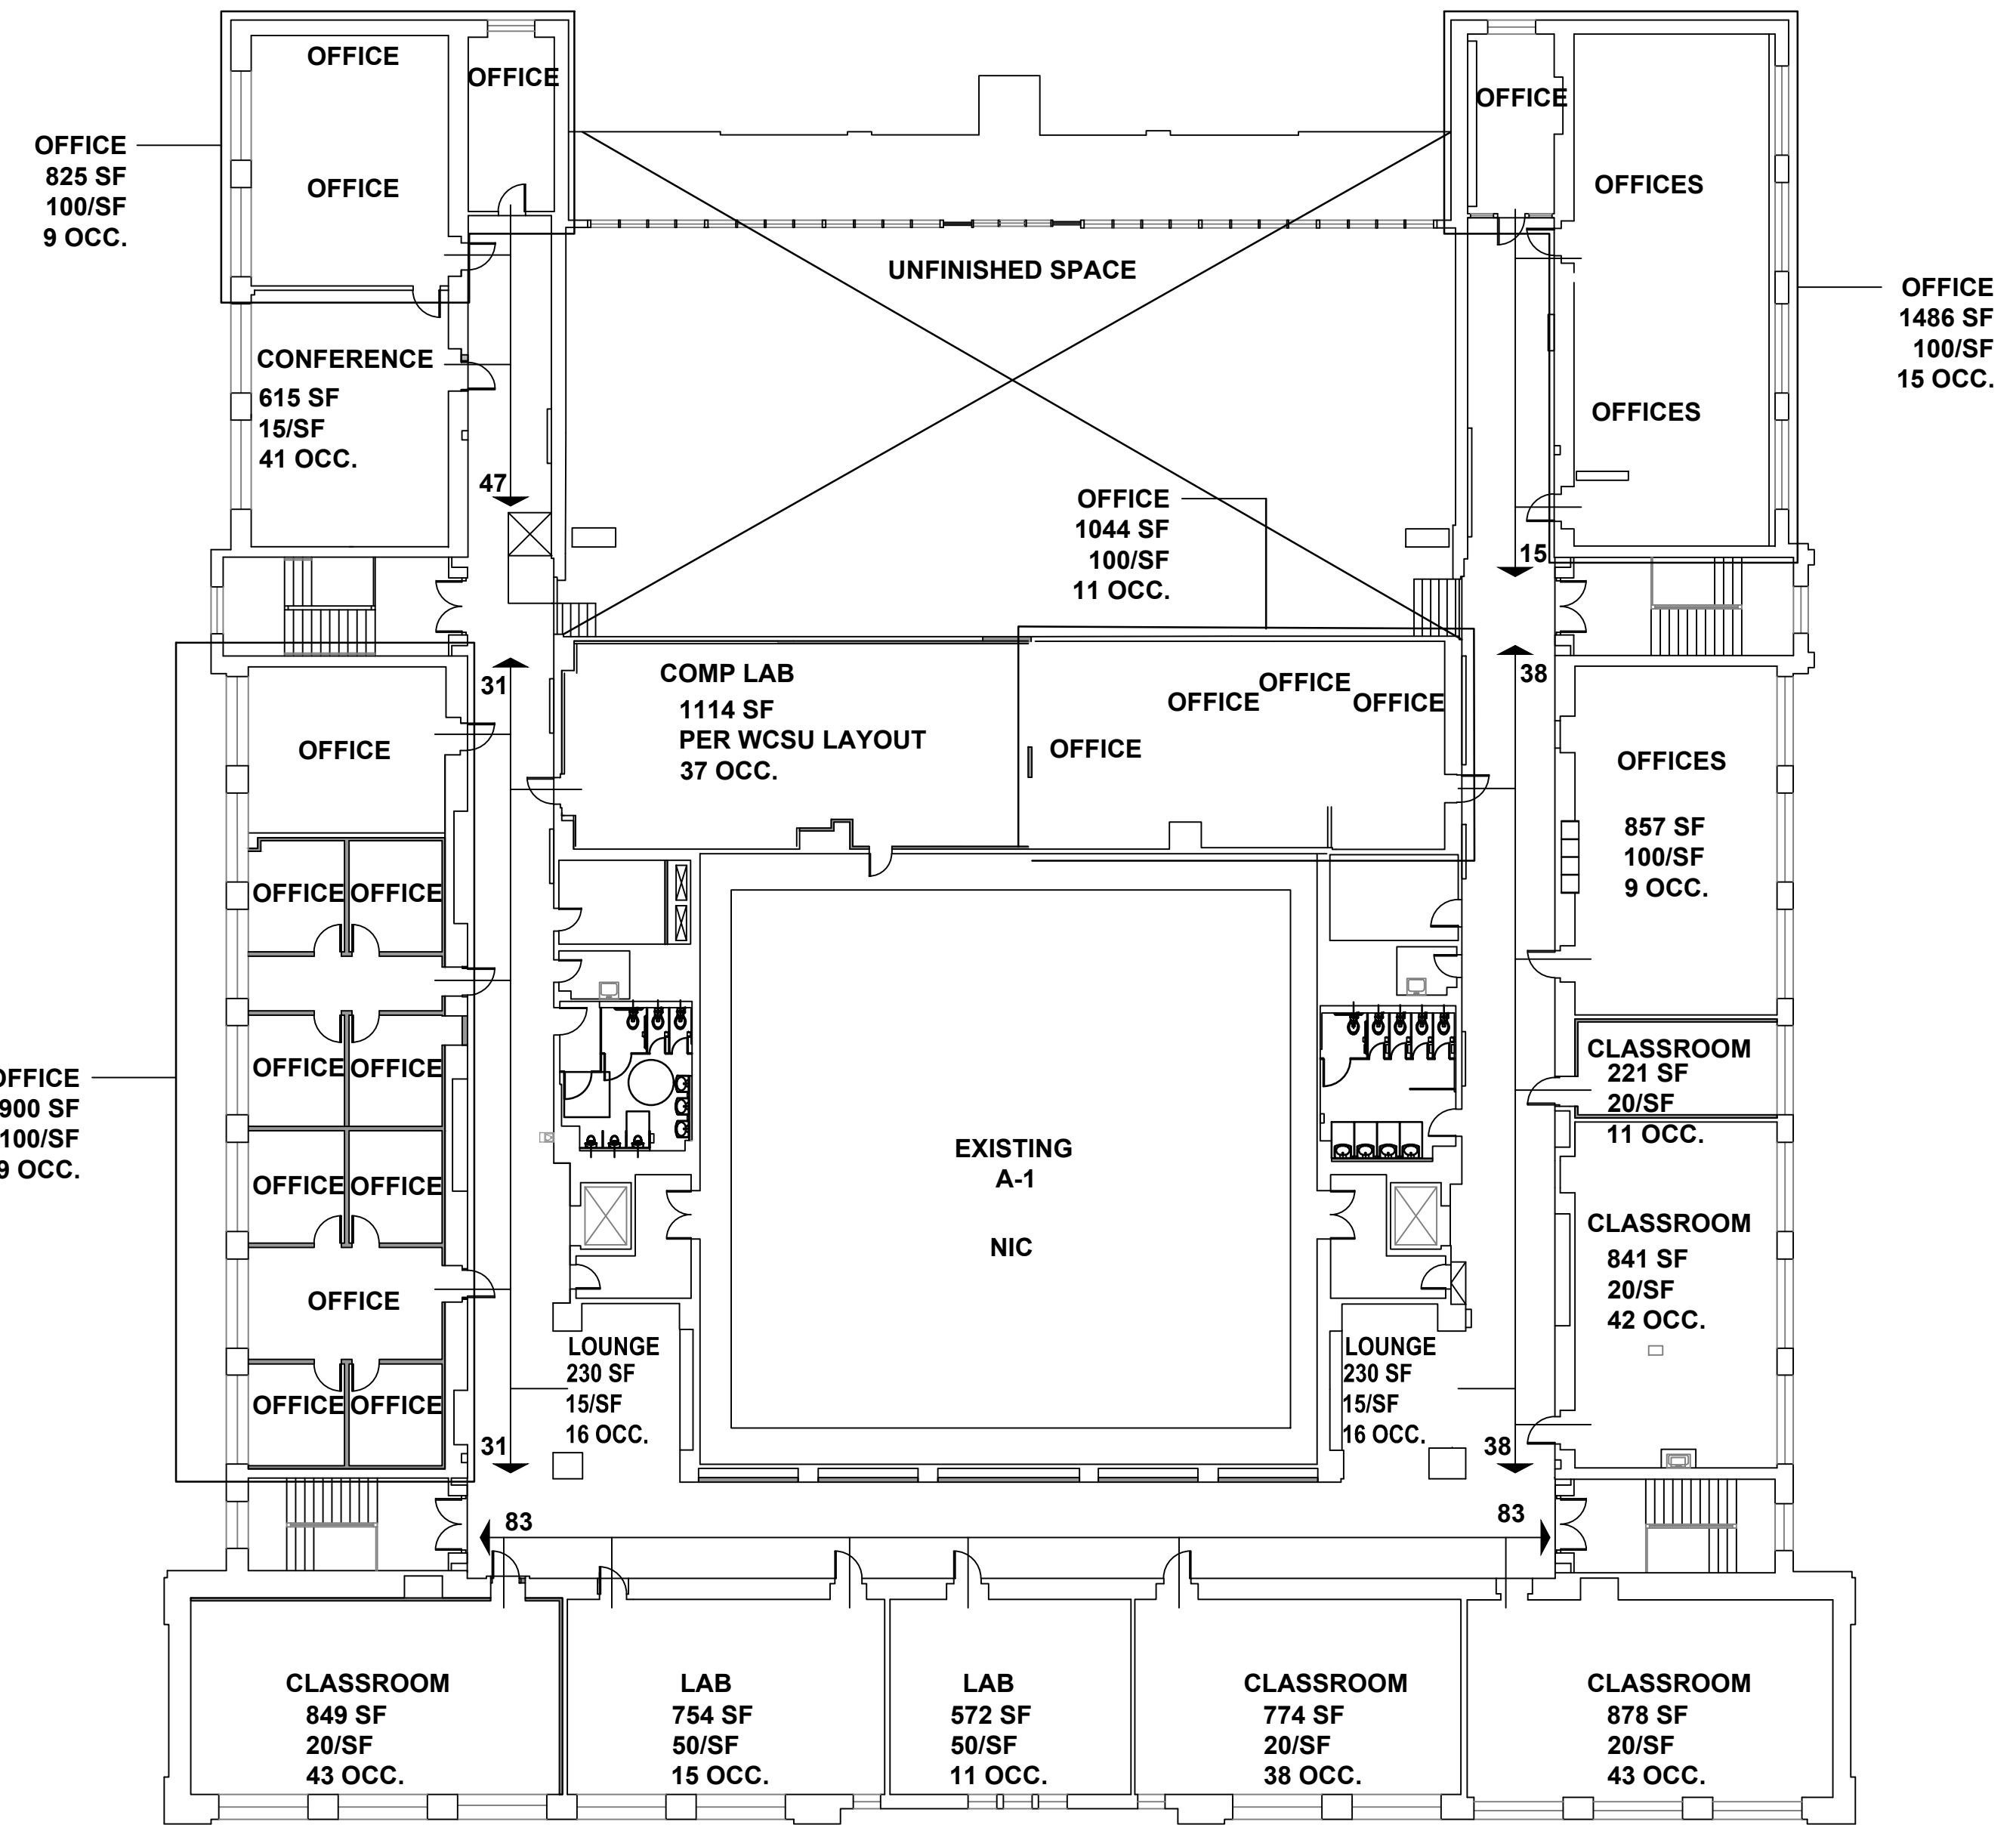 OFFICE
OFFICE
OFFICE
825 SF
100/SF
9 OCC.
OFFICE
CONFERENCE
615 SF
15/SF
41 OCC.
47
UNFINISHED SPACE
OFFICE
1044 SF
100/SF
11 OCC.
OFFICE
OFFICES
OFFICES
OFFICE
1486 SF
100/SF
15 OCC.
15
31
COMP LAB
1114 SF
PER WCSU LAYOUT
37 OCC.
OFFICE
OFFICE
OFFICE
OFFICE
38
OFFICES
857 SF
100/SF
9 OCC.
OFFICE
OFFICE OFFICE
OFFICE OFFICE
OFFICE OFFICE
OFFICE
OFFICE OFFICE
OFFICE
900 SF
100/SF
9 OCC.
CLASSROOM
221 SF
20/SF
11 OCC.
EXISTING
A-1
NIC
CLASSROOM
841 SF
20/SF
42 OCC.
LOUNGE
230 SF
15/SF
16 OCC.
LOUNGE
230 SF
15/SF
16 OCC.
31
38
83
83
CLASSROOM
849 SF
20/SF
43 OCC.
LAB
754 SF
50/SF
15 OCC.
LAB
572 SF
50/SF
11 OCC.
CLASSROOM
774 SF
20/SF
38 OCC.
CLASSROOM
878 SF
20/SF
43 OCC.